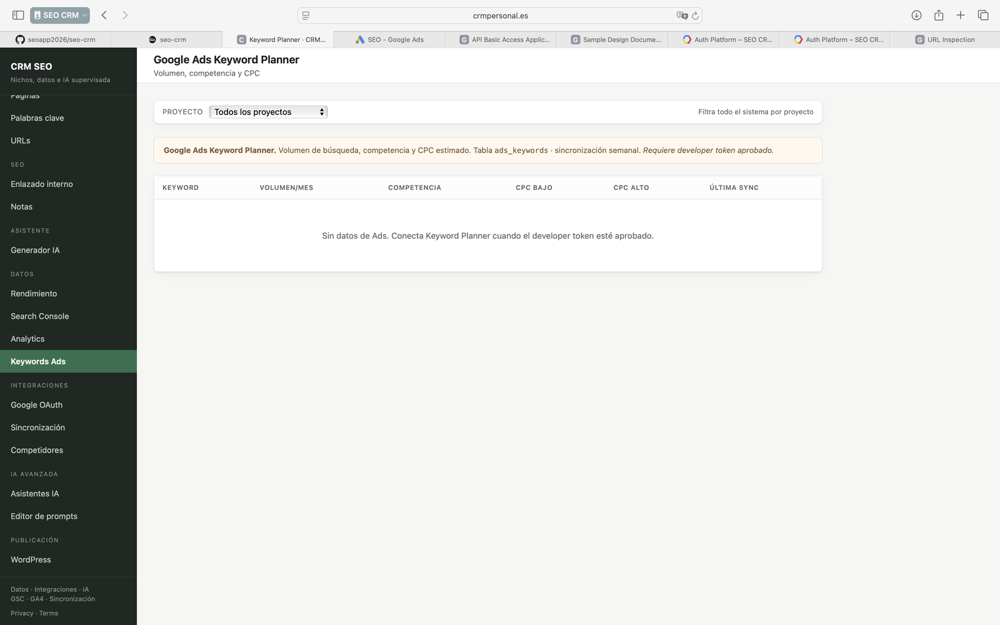 SEO CRM
crmpersonal.es
seoapp2026/seo-crm
seo-crm
Keyword Planner · CRM...
SEO - Google Ads
API Basic Access Applic...
Sample Design Docume...
Auth Platform – SEO CR...
Auth Platform – SEO CR...
URL Inspection
CRM SEO
Nichos, datos e IA supervisada
Páginas
Palabras clave
URLs
SEO
Enlazado interno
Notas
ASISTENTE
Generador IA
DATOS
Rendimiento
Search Console
Analytics
Keywords Ads
INTEGRACIONES
Google OAuth
Sincronización
Competidores
IA AVANZADA
Asistentes IA
Editor de prompts
PUBLICACIÓN
WordPress
Datos · Integraciones · IA
GSC · GA4 · Sincronización
Privacy · Terms
Google Ads Keyword Planner
Volumen, competencia y CPC
PROYECTO Todos los proyectos Filtra todo el sistema por proyecto
Google Ads Keyword Planner. Volumen de búsqueda, competencia y CPC estimado. Tabla ads_keywords · sincronización semanal. Requiere developer token aprobado.
KEYWORD VOLUMEN/MES COMPETENCIA CPC BAJO CPC ALTO ÚLTIMA SYNC
Sin datos de Ads. Conecta Keyword Planner cuando el developer token esté aprobado.